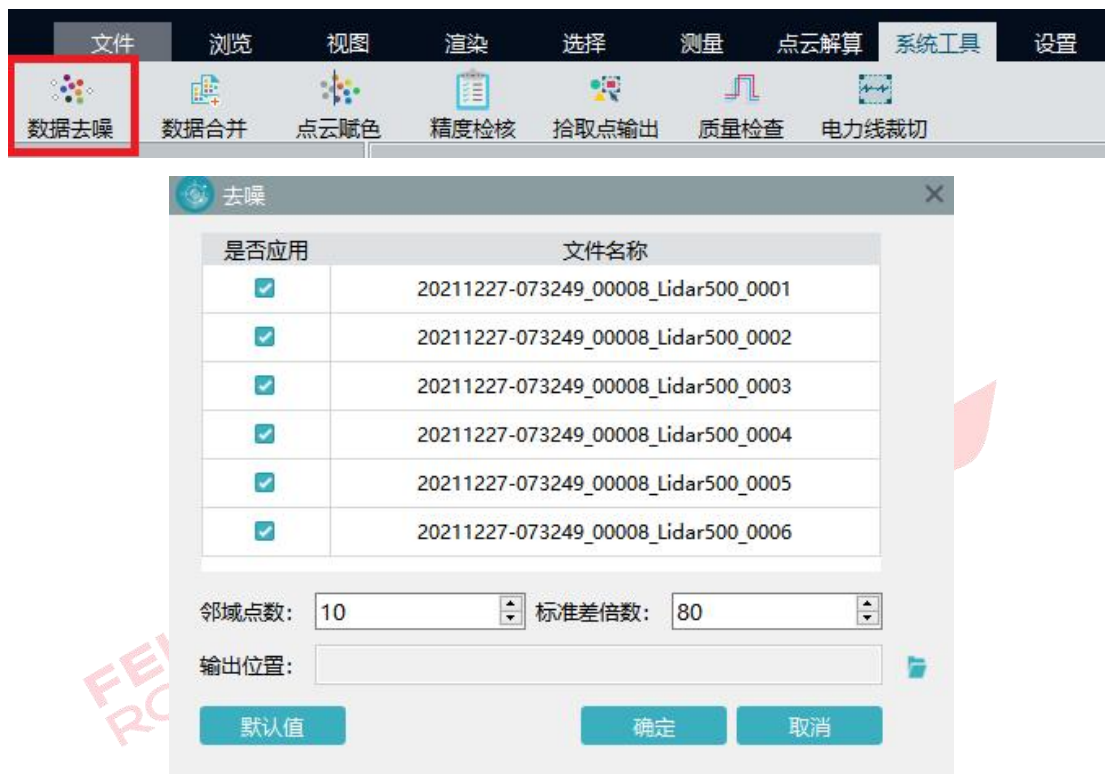 文件 浏览 视图 渲染 选择 测量 点云解算 系统工具 设置
数据去噪 数据合并 点云赋色 精度检核 拾取点输出 质量检查 电力线裁切
去噪
是否应用 文件名称
20211227-073249_00008_Lidar500_0001
20211227-073249_00008_Lidar500_0002
20211227-073249_00008_Lidar500_0003
20211227-073249_00008_Lidar500_0004
20211227-073249_00008_Lidar500_0005
20211227-073249_00008_Lidar500_0006
邻域点数: 10 标准差倍数: 80
输出位置:
默认值 确定 取消